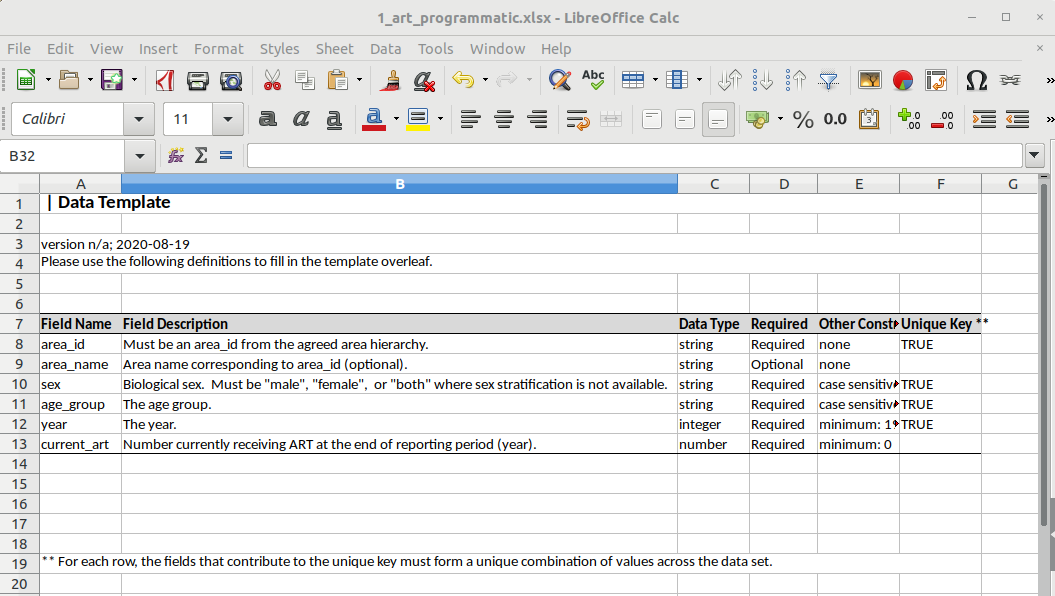 1_art_programmatic.xlsx - LibreOffice Calc
File Edit View Insert Format Styles Sheet Data Tools Window Help
Abc
Calibri 11 a a a a % 0.0
B32
A B C D E F G
1 | Data Template
2
3 version n/a; 2020-08-19
4 Please use the following definitions to fill in the template overleaf.
5
6
7 Field Name Field Description Data Type Required Other Const Unique Key **
8 area_id Must be an area_id from the agreed area hierarchy. string Required none TRUE
9 area_name Area name corresponding to area_id (optional). string Optional none
10 sex Biological sex. Must be "male", "female", or "both" where sex stratification is not available. string Required case sensitiv TRUE
11 age_group The age group. string Required case sensitiv TRUE
12 year The year. integer Required minimum: 1 TRUE
13 current_art Number currently receiving ART at the end of reporting period (year). number Required minimum: 0
14
15
16
17
18
19 ** For each row, the fields that contribute to the unique key must form a unique combination of values across the data set.
20